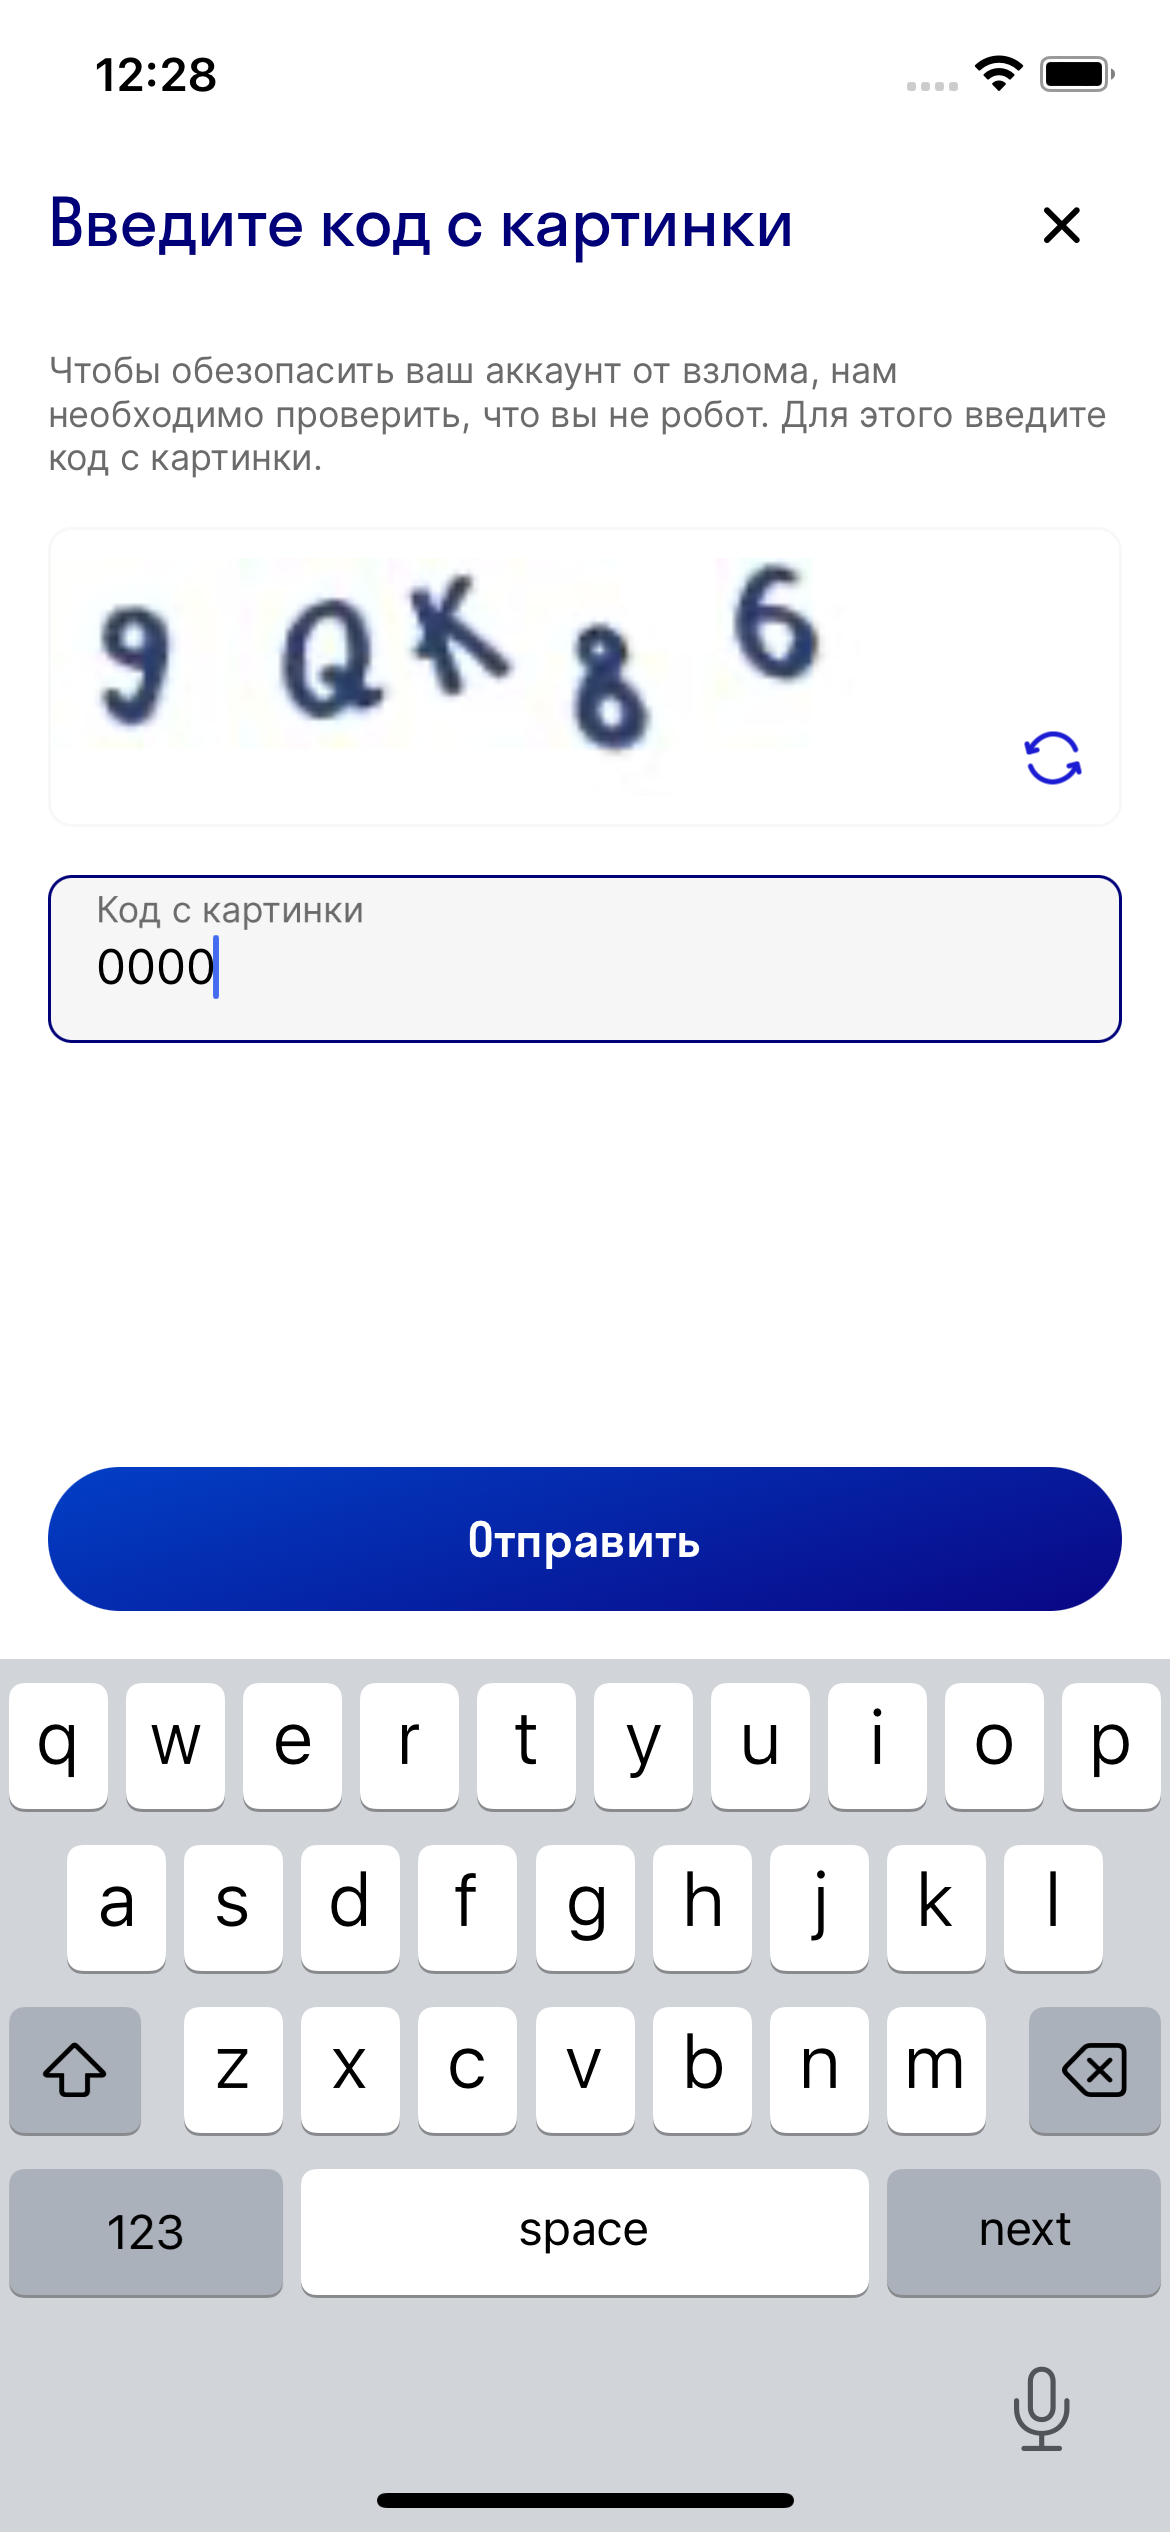 12:28
Введите код с картинки
Чтобы обезопасить ваш аккаунт от взлома, нам
необходимо проверить, что вы не робот. Для этого введите
код с картинки.
9 Q K 8 6
Код с картинки
0000
Отправить
q w e r t y u i o p
a s d f g h j k l
z x c v b n m
123 space next